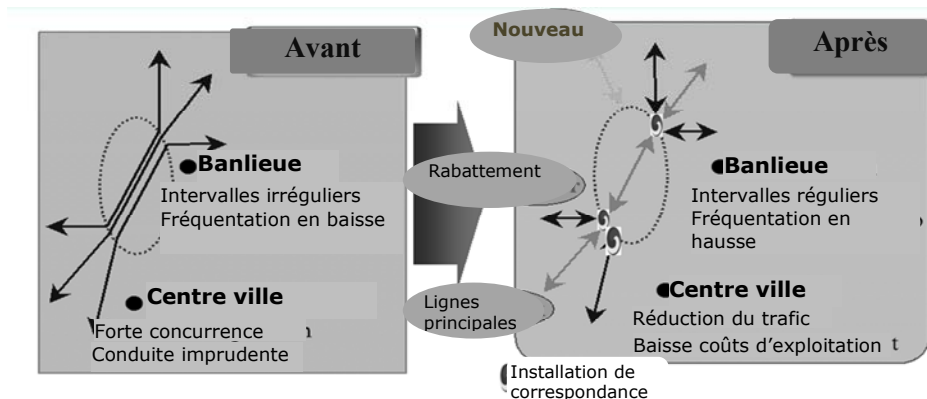 Avant
Banlieue
Intervalles irréguliers
Fréquentation en baisse
Centre ville
Forte concurrence
Conduite imprudente
Nouveau
Rabattement
Lignes
principales
Après
Banlieue
Intervalles réguliers
Fréquentation en
hausse
Centre ville
Réduction du trafic
Baisse coûts d’exploitation
Installation de
correspondance